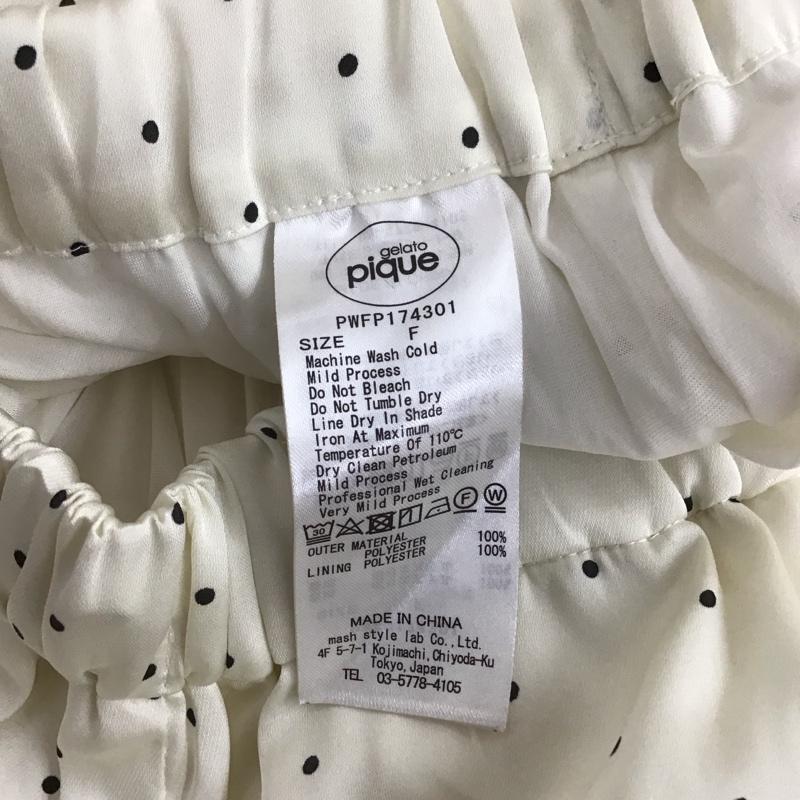 gelato
pique
PWFP174301
SIZE F
Machine Wash Cold
Mild Process
Do Not Bleach
Do Not Tumble Dry
Line Dry In Shade
Iron At Maximum
Temperature Of 110℃
Dry Clean Petroleum
Mild Process
Professional Wet Cleaning
Very Mild Process
30 F W
OUTER MATERIAL
POLYESTER 100%
LINING POLYESTER 100%
MADE IN CHINA
mash style lab Co.,Ltd.
4F 5-7-1 Kojimachi,Chiyoda-Ku
Tokyo,Japan
TEL 03-5778-4105